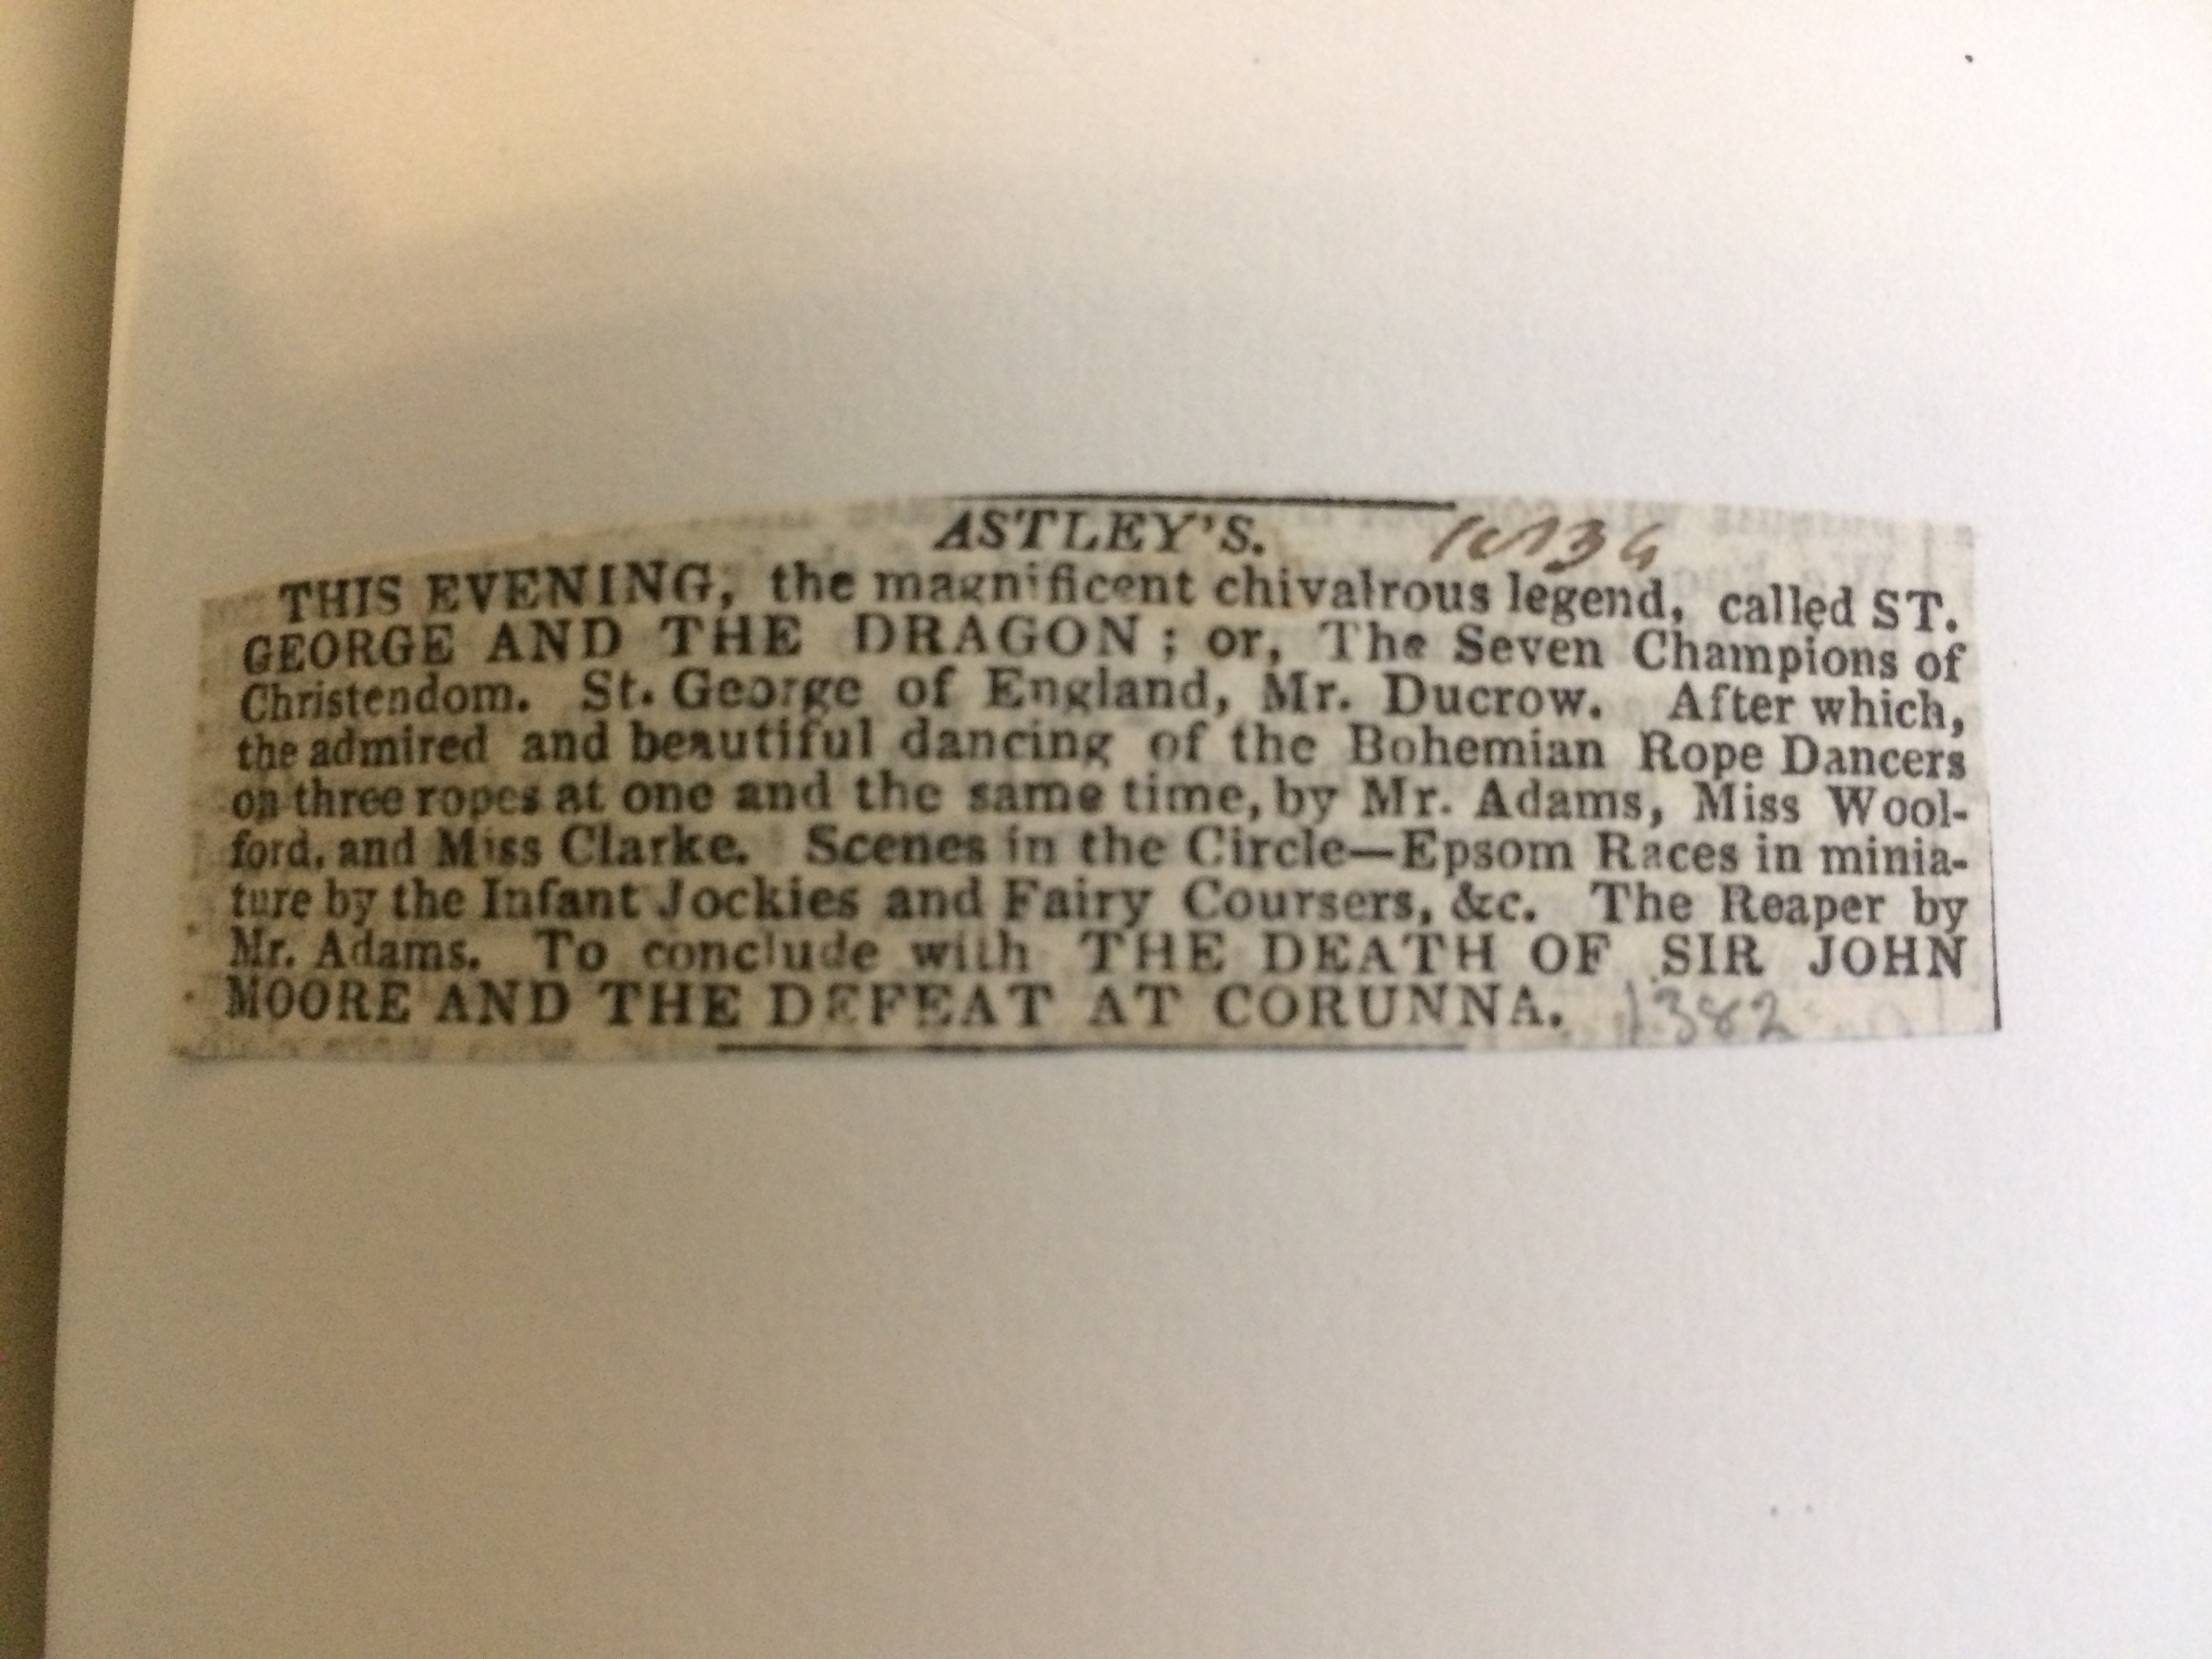 ASTLEY'S. 1834
THIS EVENING, the magnificent chivalrous legend, called ST.
GEORGE AND THE DRAGON ; or, The Seven Champions of
Christendom. St. George of England, Mr. Ducrow. After which,
the admired and beautiful dancing of the Bohemian Rope Dancers
on three ropes at one and the same time, by Mr. Adams, Miss Wool-
ford, and Miss Clarke. Scenes in the Circle—Epsom Races in minia-
ture by the Infant Jockies and Fairy Coursers, &c. The Reaper by
Mr. Adams. To conclude with THE DEATH OF SIR JOHN
MOORE AND THE DEFEAT AT CORUNNA. 1382